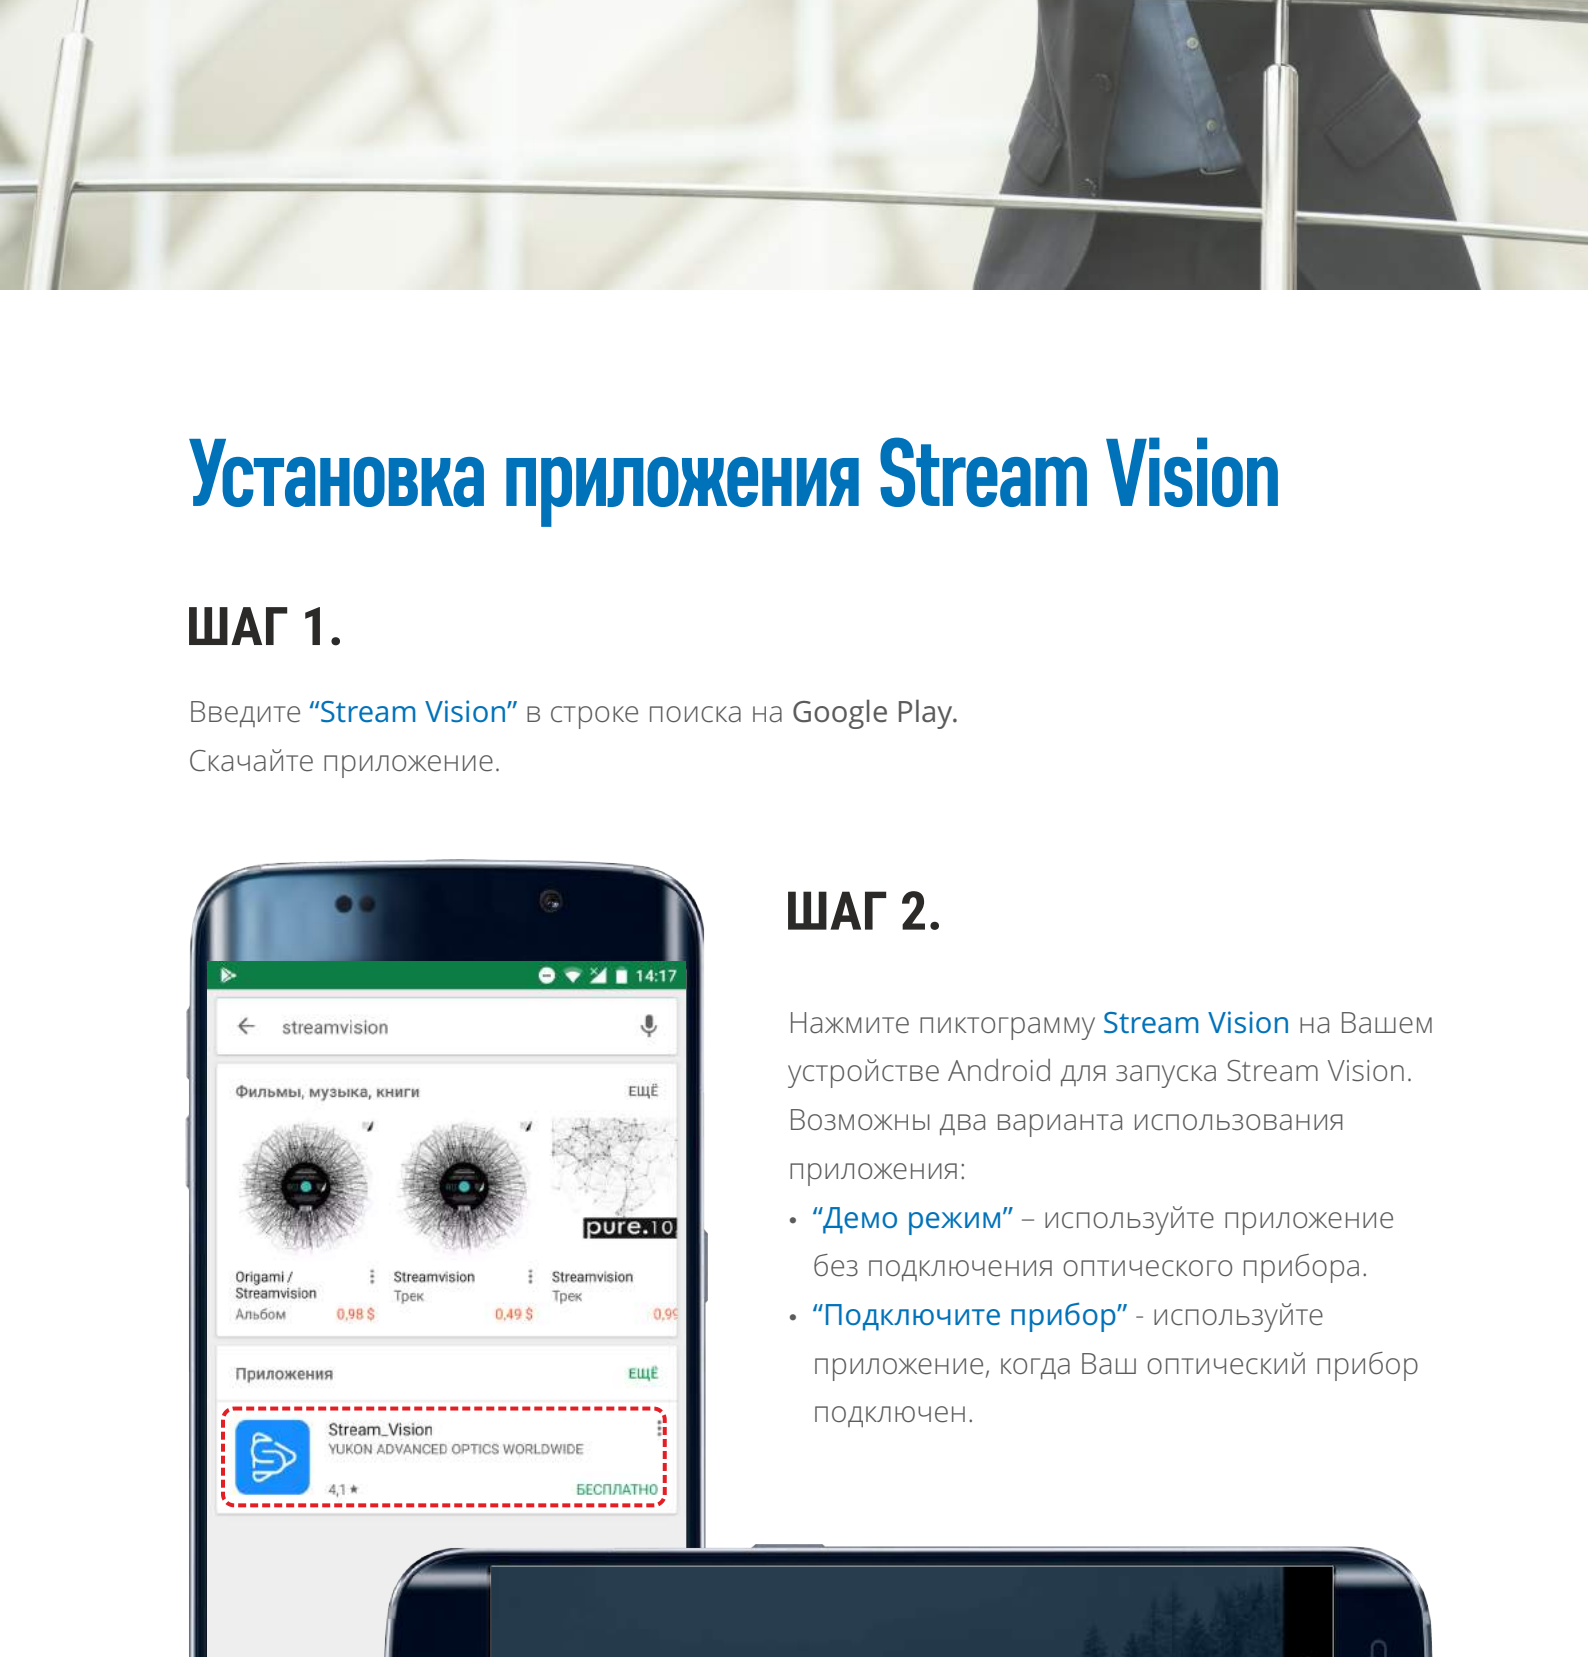 Установка приложения Stream Vision
ШАГ 1.
Введите “Stream Vision” в строке поиска на Google Play.
Скачайте приложение.
14:17
streamvision
Фильмы, музыка, книги
ЕЩЁ
pure.10
Origami /
Streamvision
Альбом
0,98 $
Streamvision
Трек
0,49 $
Streamvision
Трек
0,99
Приложения
ЕЩЁ
Stream_Vision
YUKON ADVANCED OPTICS WORLDWIDE
4,1 ★
БЕСПЛАТНО
ШАГ 2.
Нажмите пиктограмму Stream Vision на Вашем
устройстве Android для запуска Stream Vision.
Возможны два варианта использования
приложения:
• “Демо режим” – используйте приложение
без подключения оптического прибора.
• “Подключите прибор” - используйте
приложение, когда Ваш оптический прибор
подключен.